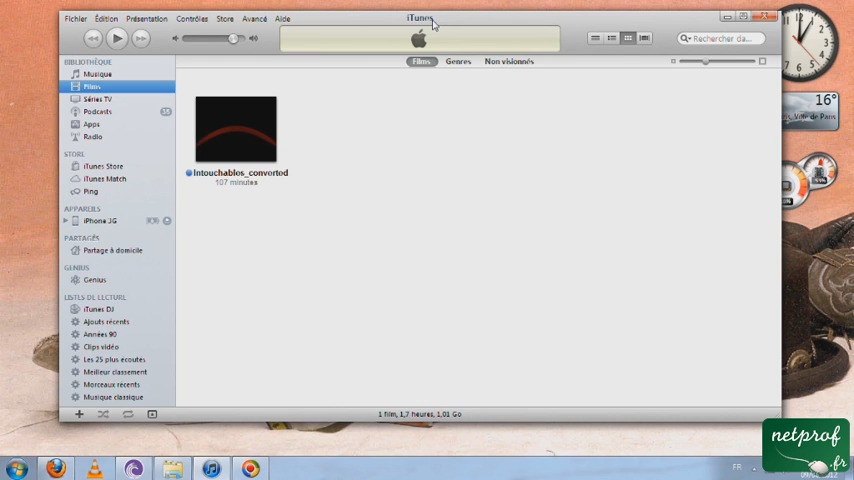 iTunes
Fichier Édition Présentation Contrôles Store Avancé Aide
Rechercher da...
Films Genres Non visionnés
BIBLIOTHÈQUE
Musique
Films
Séries TV
Podcasts
Apps
Radio
STORE
iTunes Store
iTunes Match
Ping
APPAREILS
iPhone JG
PARTAGÉS
Partage à domicile
GENIUS
Genius
LISTES DE LECTURE
iTunes DJ
Ajouts récents
Années 90
Clips vidéo
Les 25 plus écoutés
Meilleur classement
Morceaux récents
Musique classique
Intouchables_converted
107 minutes
1 film, 1,7 heures, 1,01 Go
16°
Ville de Paris
FR
netprof
.fr